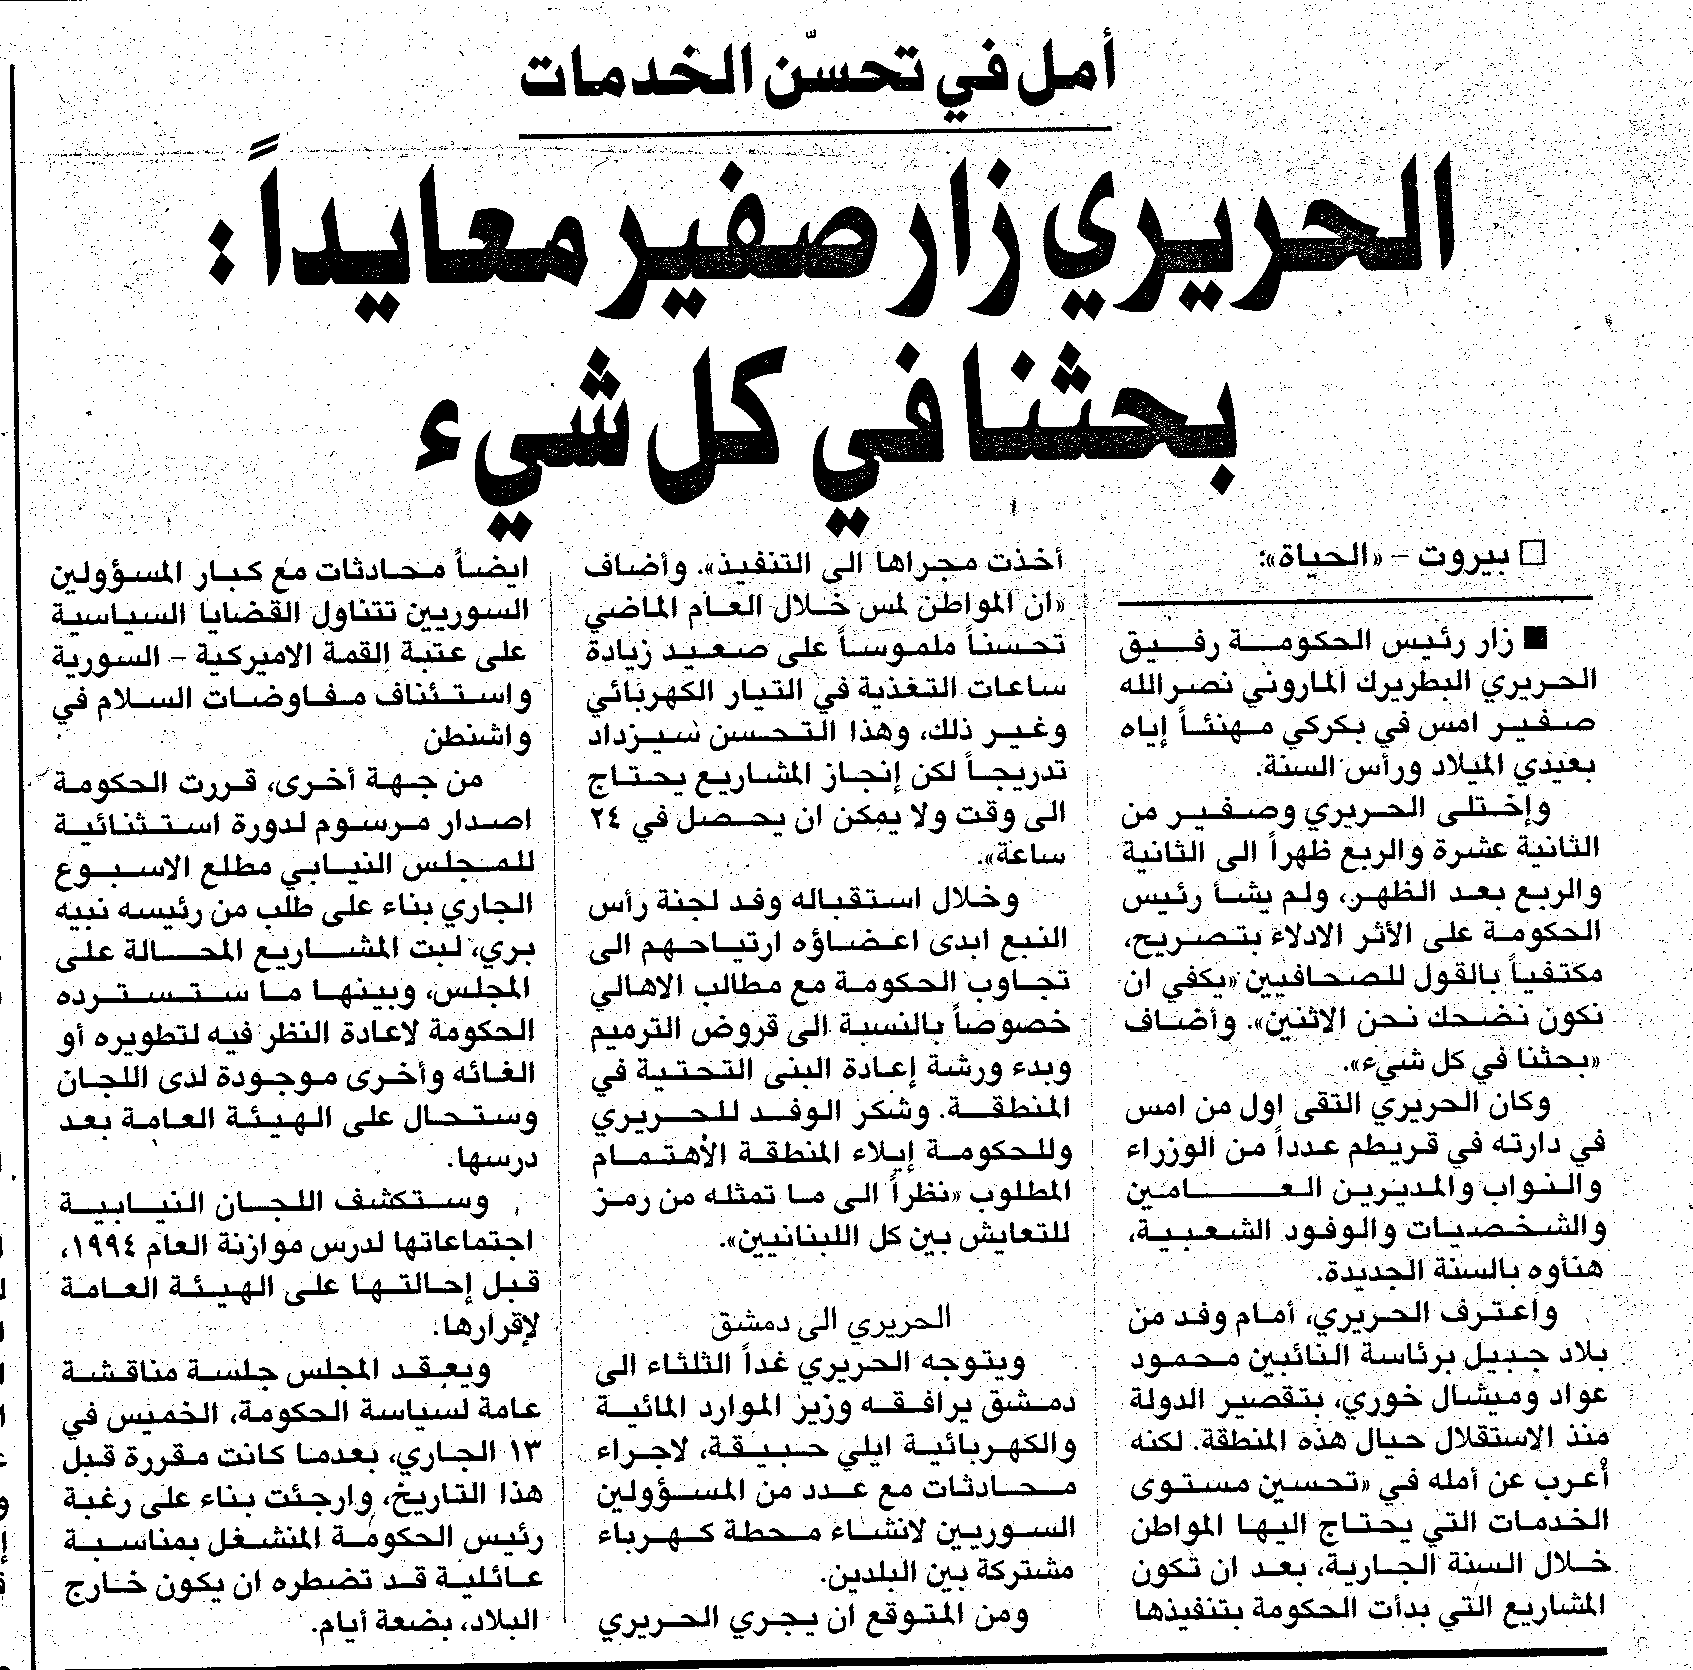 أمل في تحسّن الخدمات
الحريري زار صفير معايداً:
بحثنا في كل شيء
□ بيروت - «الحياة»:
■ زار رئيس الحكومة رفيق
الحريري البطريرك الماروني نصرالله
صفير امس في بكركي مهنئاً إياه
بعيدي الميلاد ورأس السنة.
وإختلى الحريري وصفير من
الثانية عشرة والربع ظهراً الى الثانية
والربع بعد الظهر، ولم يشأ رئيس
الحكومة على الأثر الادلاء بتصريح،
مكتفياً بالقول للصحافيين «يكفي ان
نكون نضحك نحن الاثنين». وأضاف
«بحثنا في كل شيء».
وكان الحريري التقى اول من امس
في دارته في قريطم عدداً من الوزراء
والنواب والمديرين العامين
والشخصيات والوفود الشعبية،
هنأوه بالسنة الجديدة.
واعترف الحريري، أمام وفد من
بلاد جبيل برئاسة النائبين محمود
عواد وميشال خوري، بتقصير الدولة
منذ الاستقلال حيال هذه المنطقة. لكنه
أعرب عن أمله في «تحسين مستوى
الخدمات التي يحتاج اليها المواطن
خلال السنة الجارية، بعد ان تكون
المشاريع التي بدأت الحكومة بتنفيذها
أخذت مجراها الى التنفيذ». وأضاف
«ان المواطن لمس خلال العام الماضي
تحسناً ملموساً على صعيد زيادة
ساعات التغذية في التيار الكهربائي
وغير ذلك، وهذا التحسن سيزداد
تدريجاً لكن إنجاز المشاريع يحتاج
الى وقت ولا يمكن ان يحصل في ٢٤
ساعة».
وخلال استقباله وفد لجنة رأس
النبع ابدى اعضاؤه ارتياحهم الى
تجاوب الحكومة مع مطالب الاهالي
خصوصاً بالنسبة الى قروض الترميم
وبدء ورشة إعادة البنى التحتية في
المنطقة. وشكر الوفد للحريري
وللحكومة إيلاء المنطقة الأهتمام
المطلوب «نظراً الى ما تمثله من رمز
للتعايش بين كل اللبنانيين».
الحريري الى دمشق
ويتوجه الحريري غداً الثلثاء الى
دمشق يرافقه وزير الموارد المائية
والكهربائية ايلي حبيقة، لاجراء
محادثات مع عدد من المسؤولين
السوريين لانشاء محطة كهرباء
مشتركة بين البلدين.
ومن المتوقع ان يجري الحريري
ايضاً محادثات مع كبار المسؤولين
السوريين تتناول القضايا السياسية
على عتبة القمة الاميركية - السورية
واستئناف مفاوضات السلام في
واشنطن
من جهة أخرى، قررت الحكومة
اصدار مرسوم لدورة استثنائية
للمجلس النيابي مطلع الاسبوع
الجاري بناء على طلب من رئيسه نبيه
بري، لبت المشاريع المحالة على
المجلس، وبينها ما ستسترده
الحكومة لاعادة النظر فيه لتطويره أو
الغائه وأخرى موجودة لدى اللجان
وستحال على الهيئة العامة بعد
درسها.
وستكشف اللجان النيابية
اجتماعاتها لدرس موازنة العام ١٩٩٤،
قبل إحالتها على الهيئة العامة
لإقرارها.
ويعقد المجلس جلسة مناقشة
عامة لسياسة الحكومة، الخميس في
١٣ الجاري، بعدما كانت مقررة قبل
هذا التاريخ، وارجئت بناء على رغبة
رئيس الحكومة المنشغل بمناسبة
عائلية قد تضطره ان يكون خارج
البلاد، بضعة أيام.